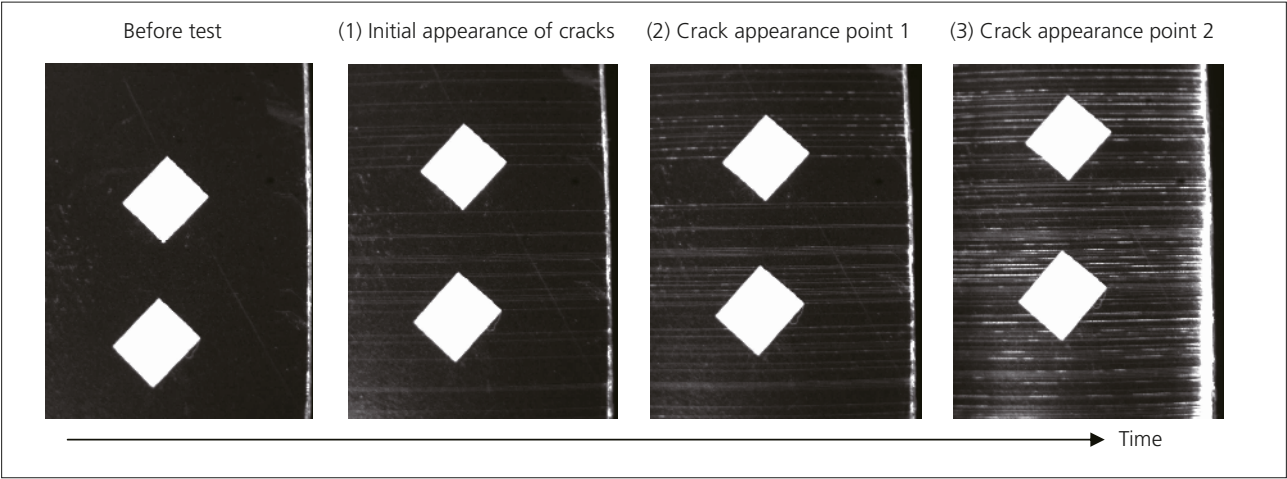 Before test
(1) Initial appearance of cracks
(2) Crack appearance point 1
(3) Crack appearance point 2
Time